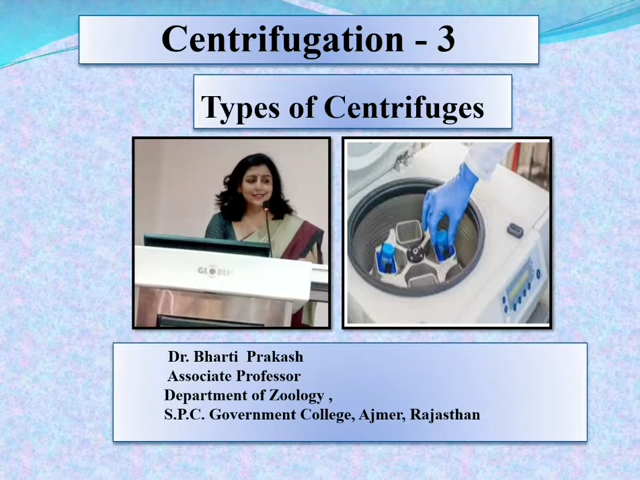 Centrifugation - 3
Types of Centrifuges
Dr. Bharti Prakash
Associate Professor
Department of Zoology ,
S.P.C. Government College, Ajmer, Rajasthan